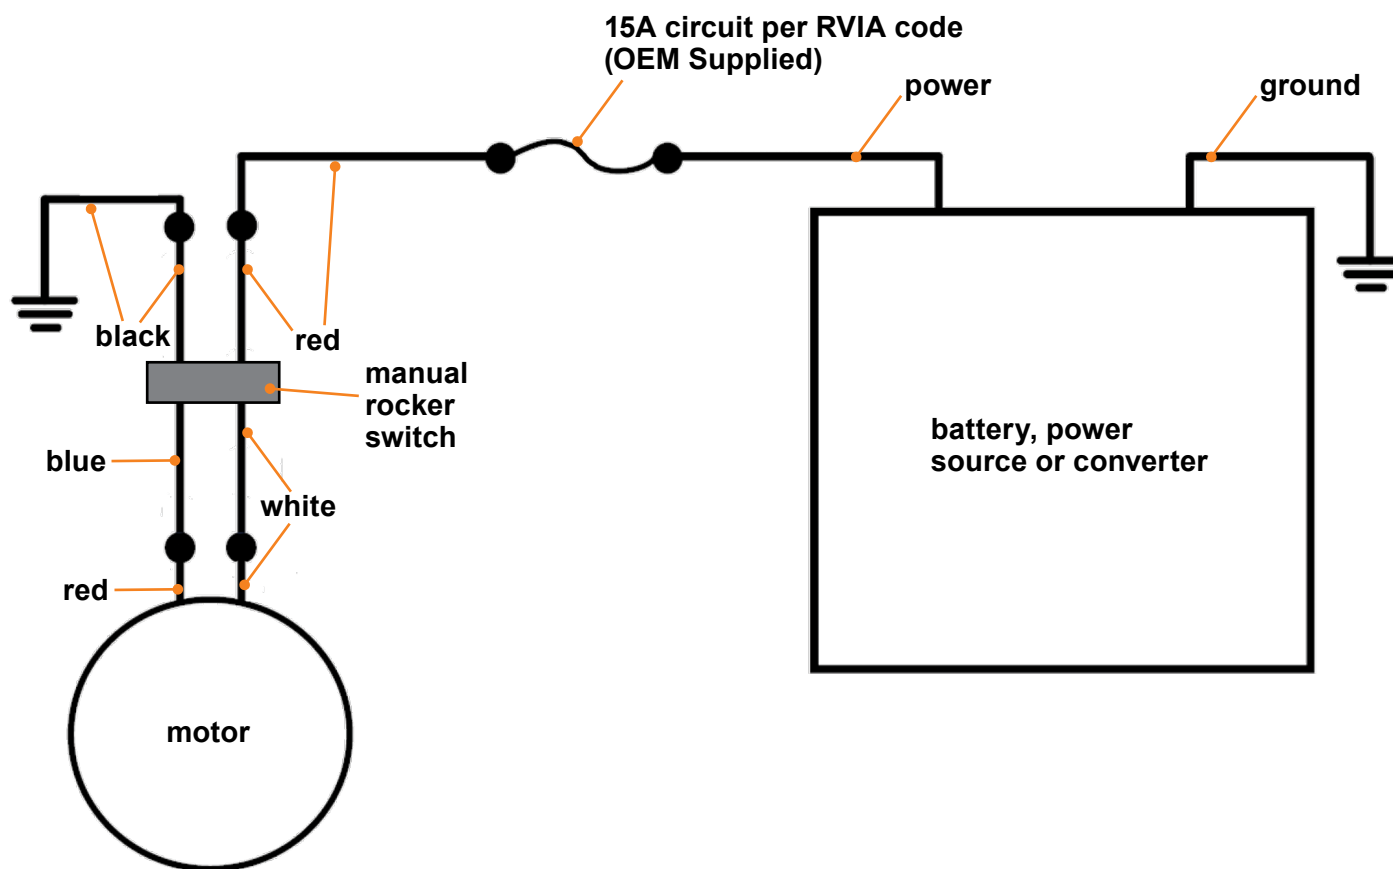 15A circuit per RVIA code
(OEM Supplied)
power
ground
black
red
manual
rocker
switch
blue
white
red
battery, power
source or converter
motor